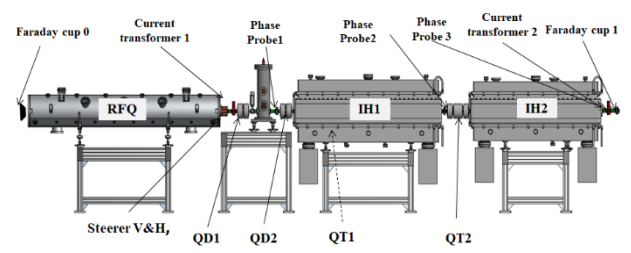 Faraday cup 0
Current
transformer 1
Phase
Probe1
Phase
Probe2
Phase
Probe 3
Current
transformer 2
Faraday cup 1
RFQ
IH1
IH2
Steerer V&H,
QD1
QD2
QT1
QT2